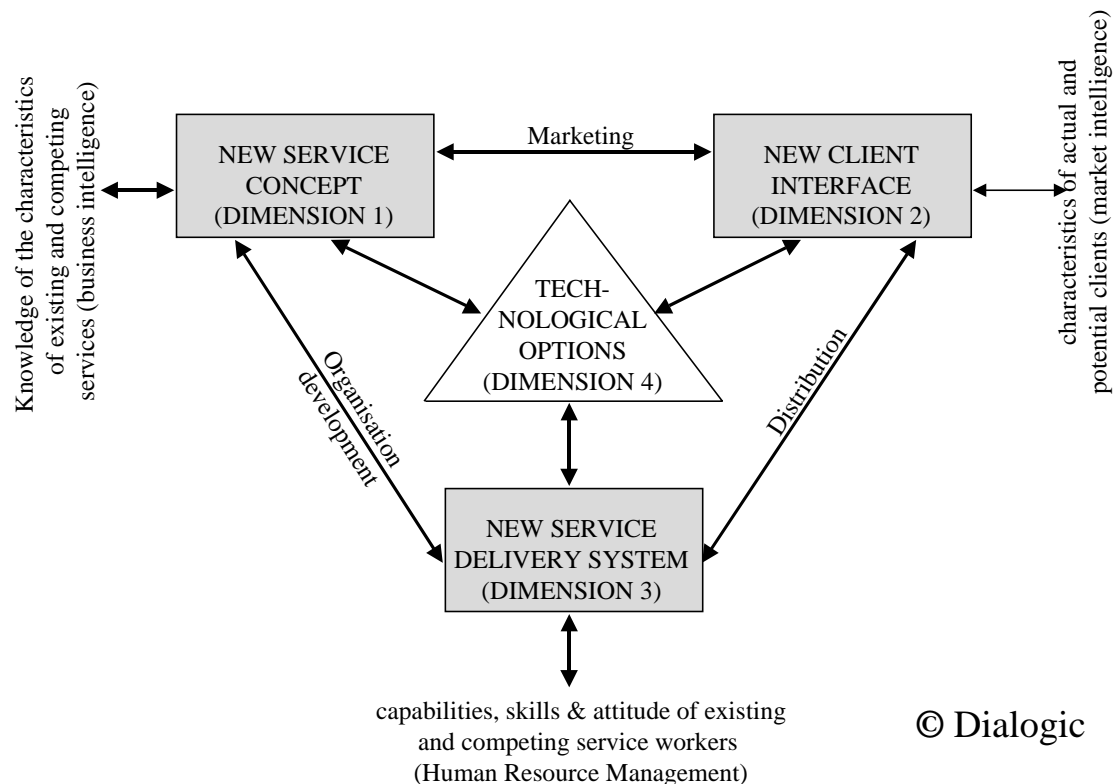 Knowledge of the characteristics
of existing and competing
services (business intelligence)
NEW SERVICE
CONCEPT
(DIMENSION 1)
Marketing
NEW CLIENT
INTERFACE
(DIMENSION 2)
characteristics of actual and
potential clients (market intelligence)
TECH-
NOLOGICAL
OPTIONS
(DIMENSION 4)
Organisation
development
Distribution
NEW SERVICE
DELIVERY SYSTEM
(DIMENSION 3)
capabilities, skills & attitude of existing
and competing service workers
(Human Resource Management)
© Dialogic